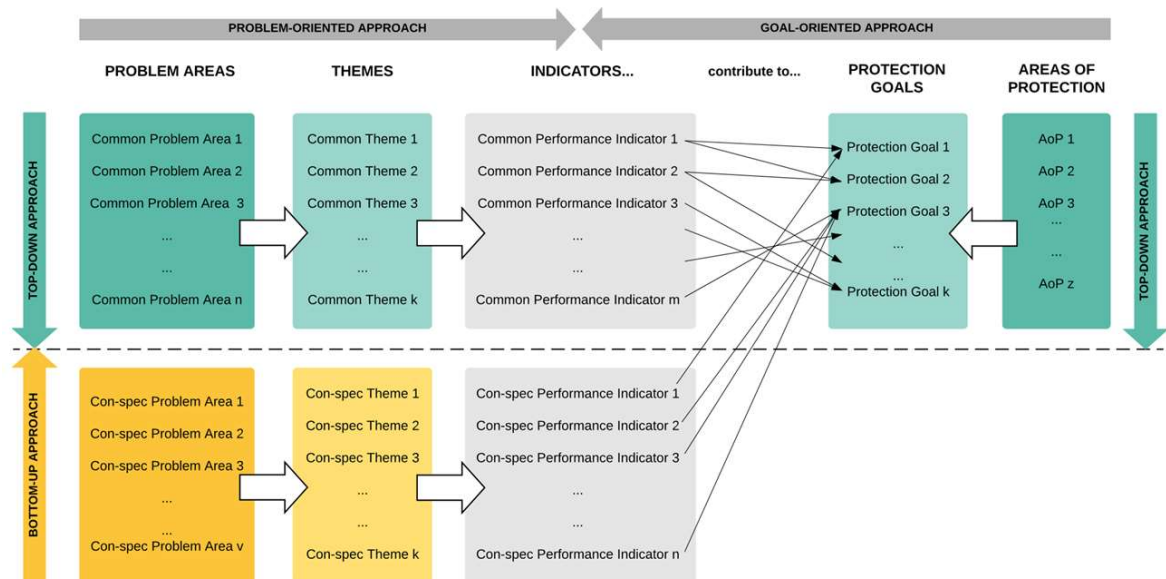 PROBLEM-ORIENTED APPROACH
GOAL-ORIENTED APPROACH
PROBLEM AREAS
THEMES
INDICATORS...
contribute to...
PROTECTION
GOALS
AREAS OF
PROTECTION
TOP-DOWN APPROACH
Common Problem Area 1
Common Problem Area 2
Common Problem Area 3
...
...
Common Problem Area n
Common Theme 1
Common Theme 2
Common Theme 3
...
...
Common Theme k
Common Performance Indicator 1
Common Performance Indicator 2
Common Performance Indicator 3
...
...
Common Performance Indicator m
Protection Goal 1
Protection Goal 2
Protection Goal 3
...
...
Protection Goal k
AoP 1
AoP 2
AoP 3
...
...
AoP z
TOP-DOWN APPROACH
BOTTOM-UP APPROACH
Con-spec Problem Area 1
Con-spec Problem Area 2
Con-spec Problem Area 3
...
...
Con-spec Problem Area v
Con-spec Theme 1
Con-spec Theme 2
Con-spec Theme 3
...
...
Con-spec Theme k
Con-spec Performance Indicator 1
Con-spec Performance Indicator 2
Con-spec Performance Indicator 3
...
...
Con-spec Performance Indicator n